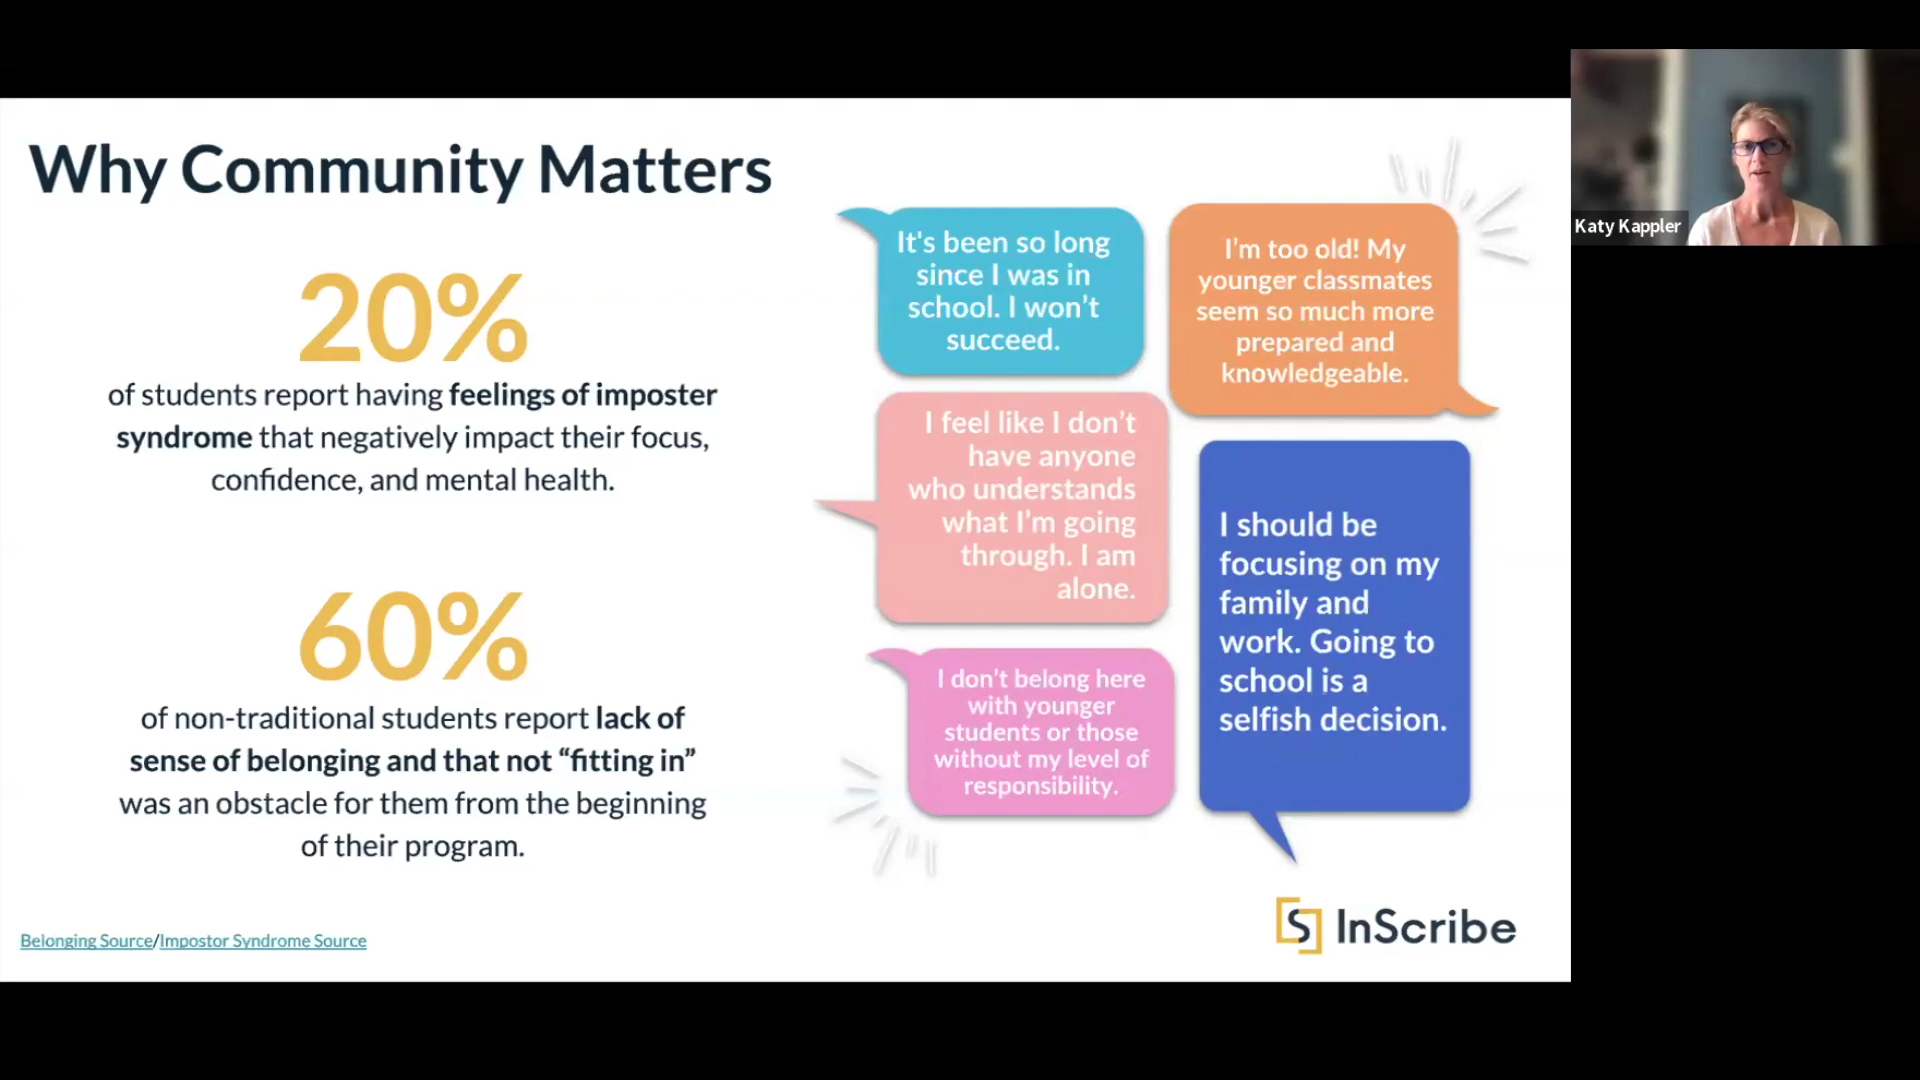 Why Community Matters
20%
of students report having feelings of imposter
syndrome that negatively impact their focus,
confidence, and mental health.
60%
of non-traditional students report lack of
sense of belonging and that not “fitting in”
was an obstacle for them from the beginning
of their program.
Belonging Source/Impostor Syndrome Source
It's been so long
since I was in
school. I won’t
succeed.
I’m too old! My
younger classmates
seem so much more
prepared and
knowledgeable.
I feel like I don’t
have anyone
who understands
what I’m going
through. I am
alone.
I should be
focusing on my
family and
work. Going to
school is a
selfish decision.
I don’t belong here
with younger
students or those
without my level of
responsibility.
InScribe
Katy Kappler